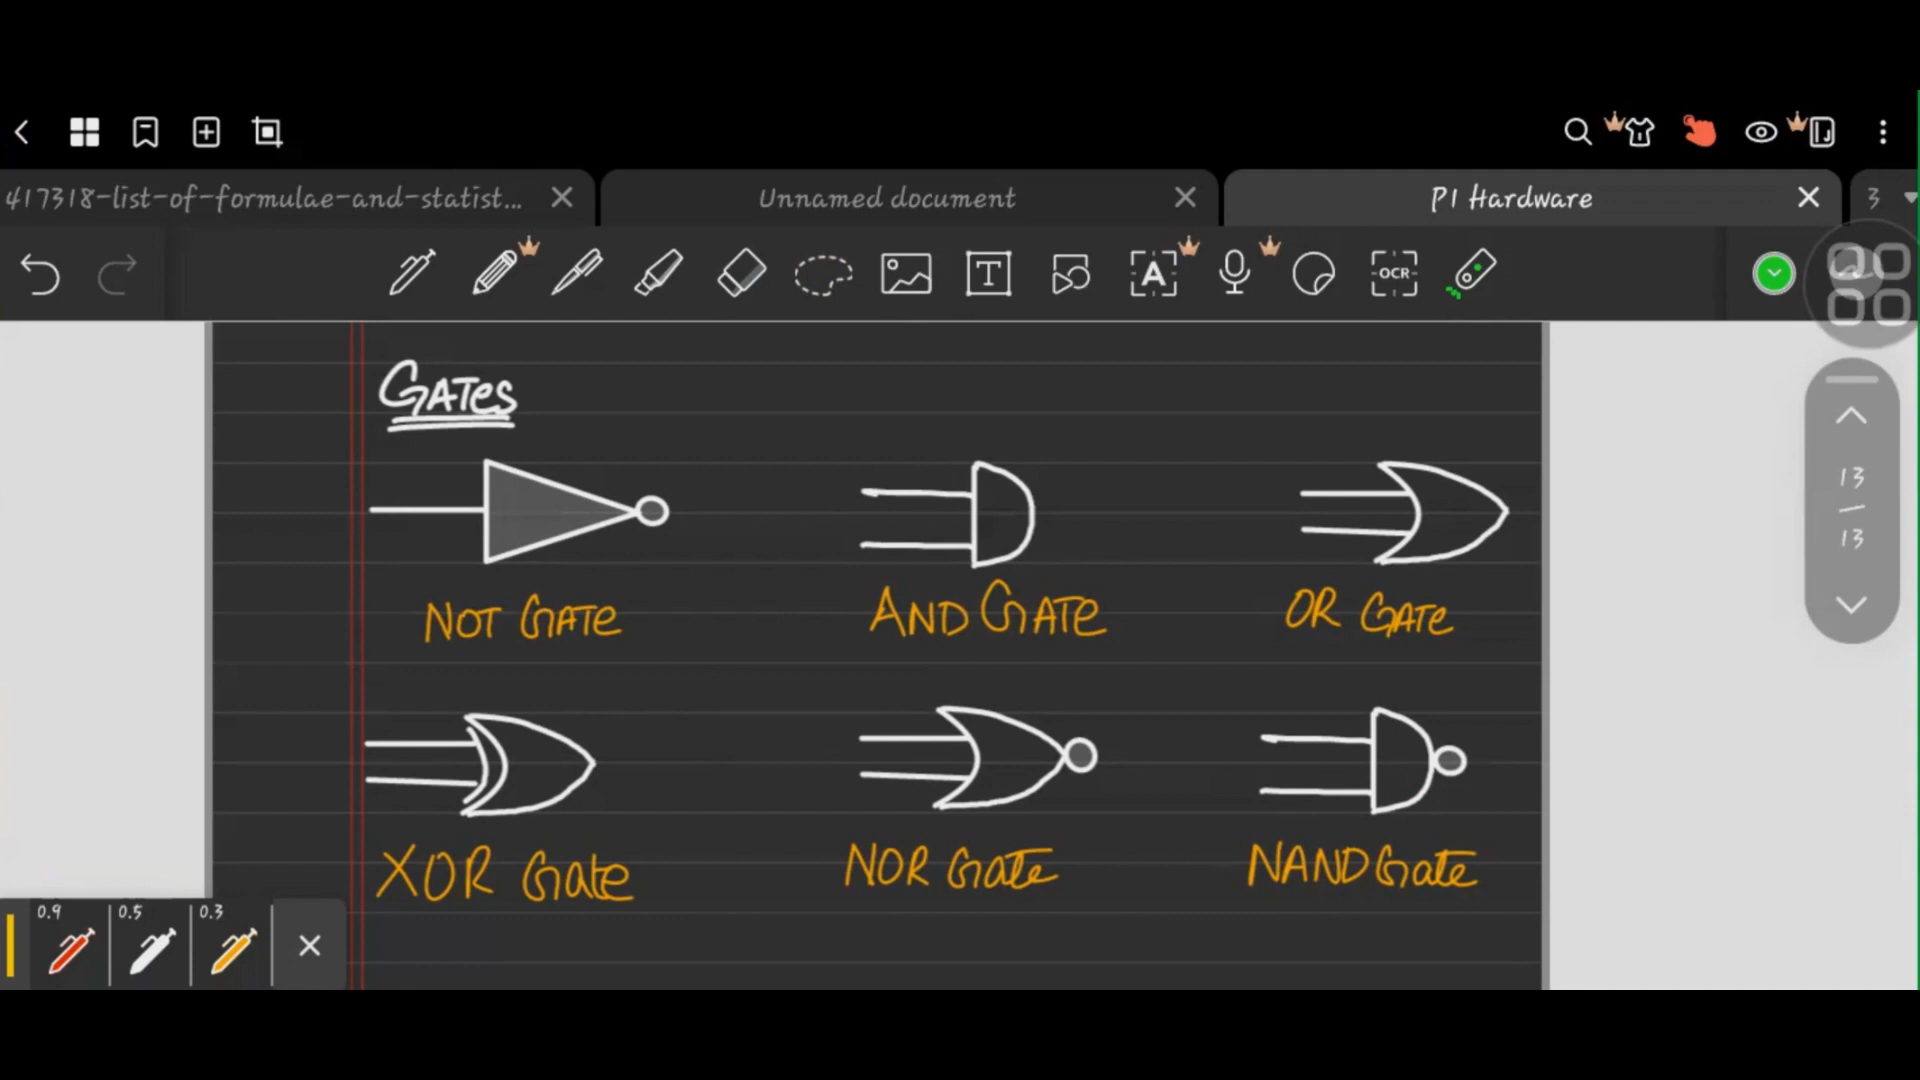 417318-list-of-formulae-and-statist...
Unnamed document
P1 Hardware
3
T
A
OCR
GATes
13
13
NOT GATE
AND GATE
OR GATe
XOR Gate
NOR Gate
NAND Gate
0.9
0.5
0.3